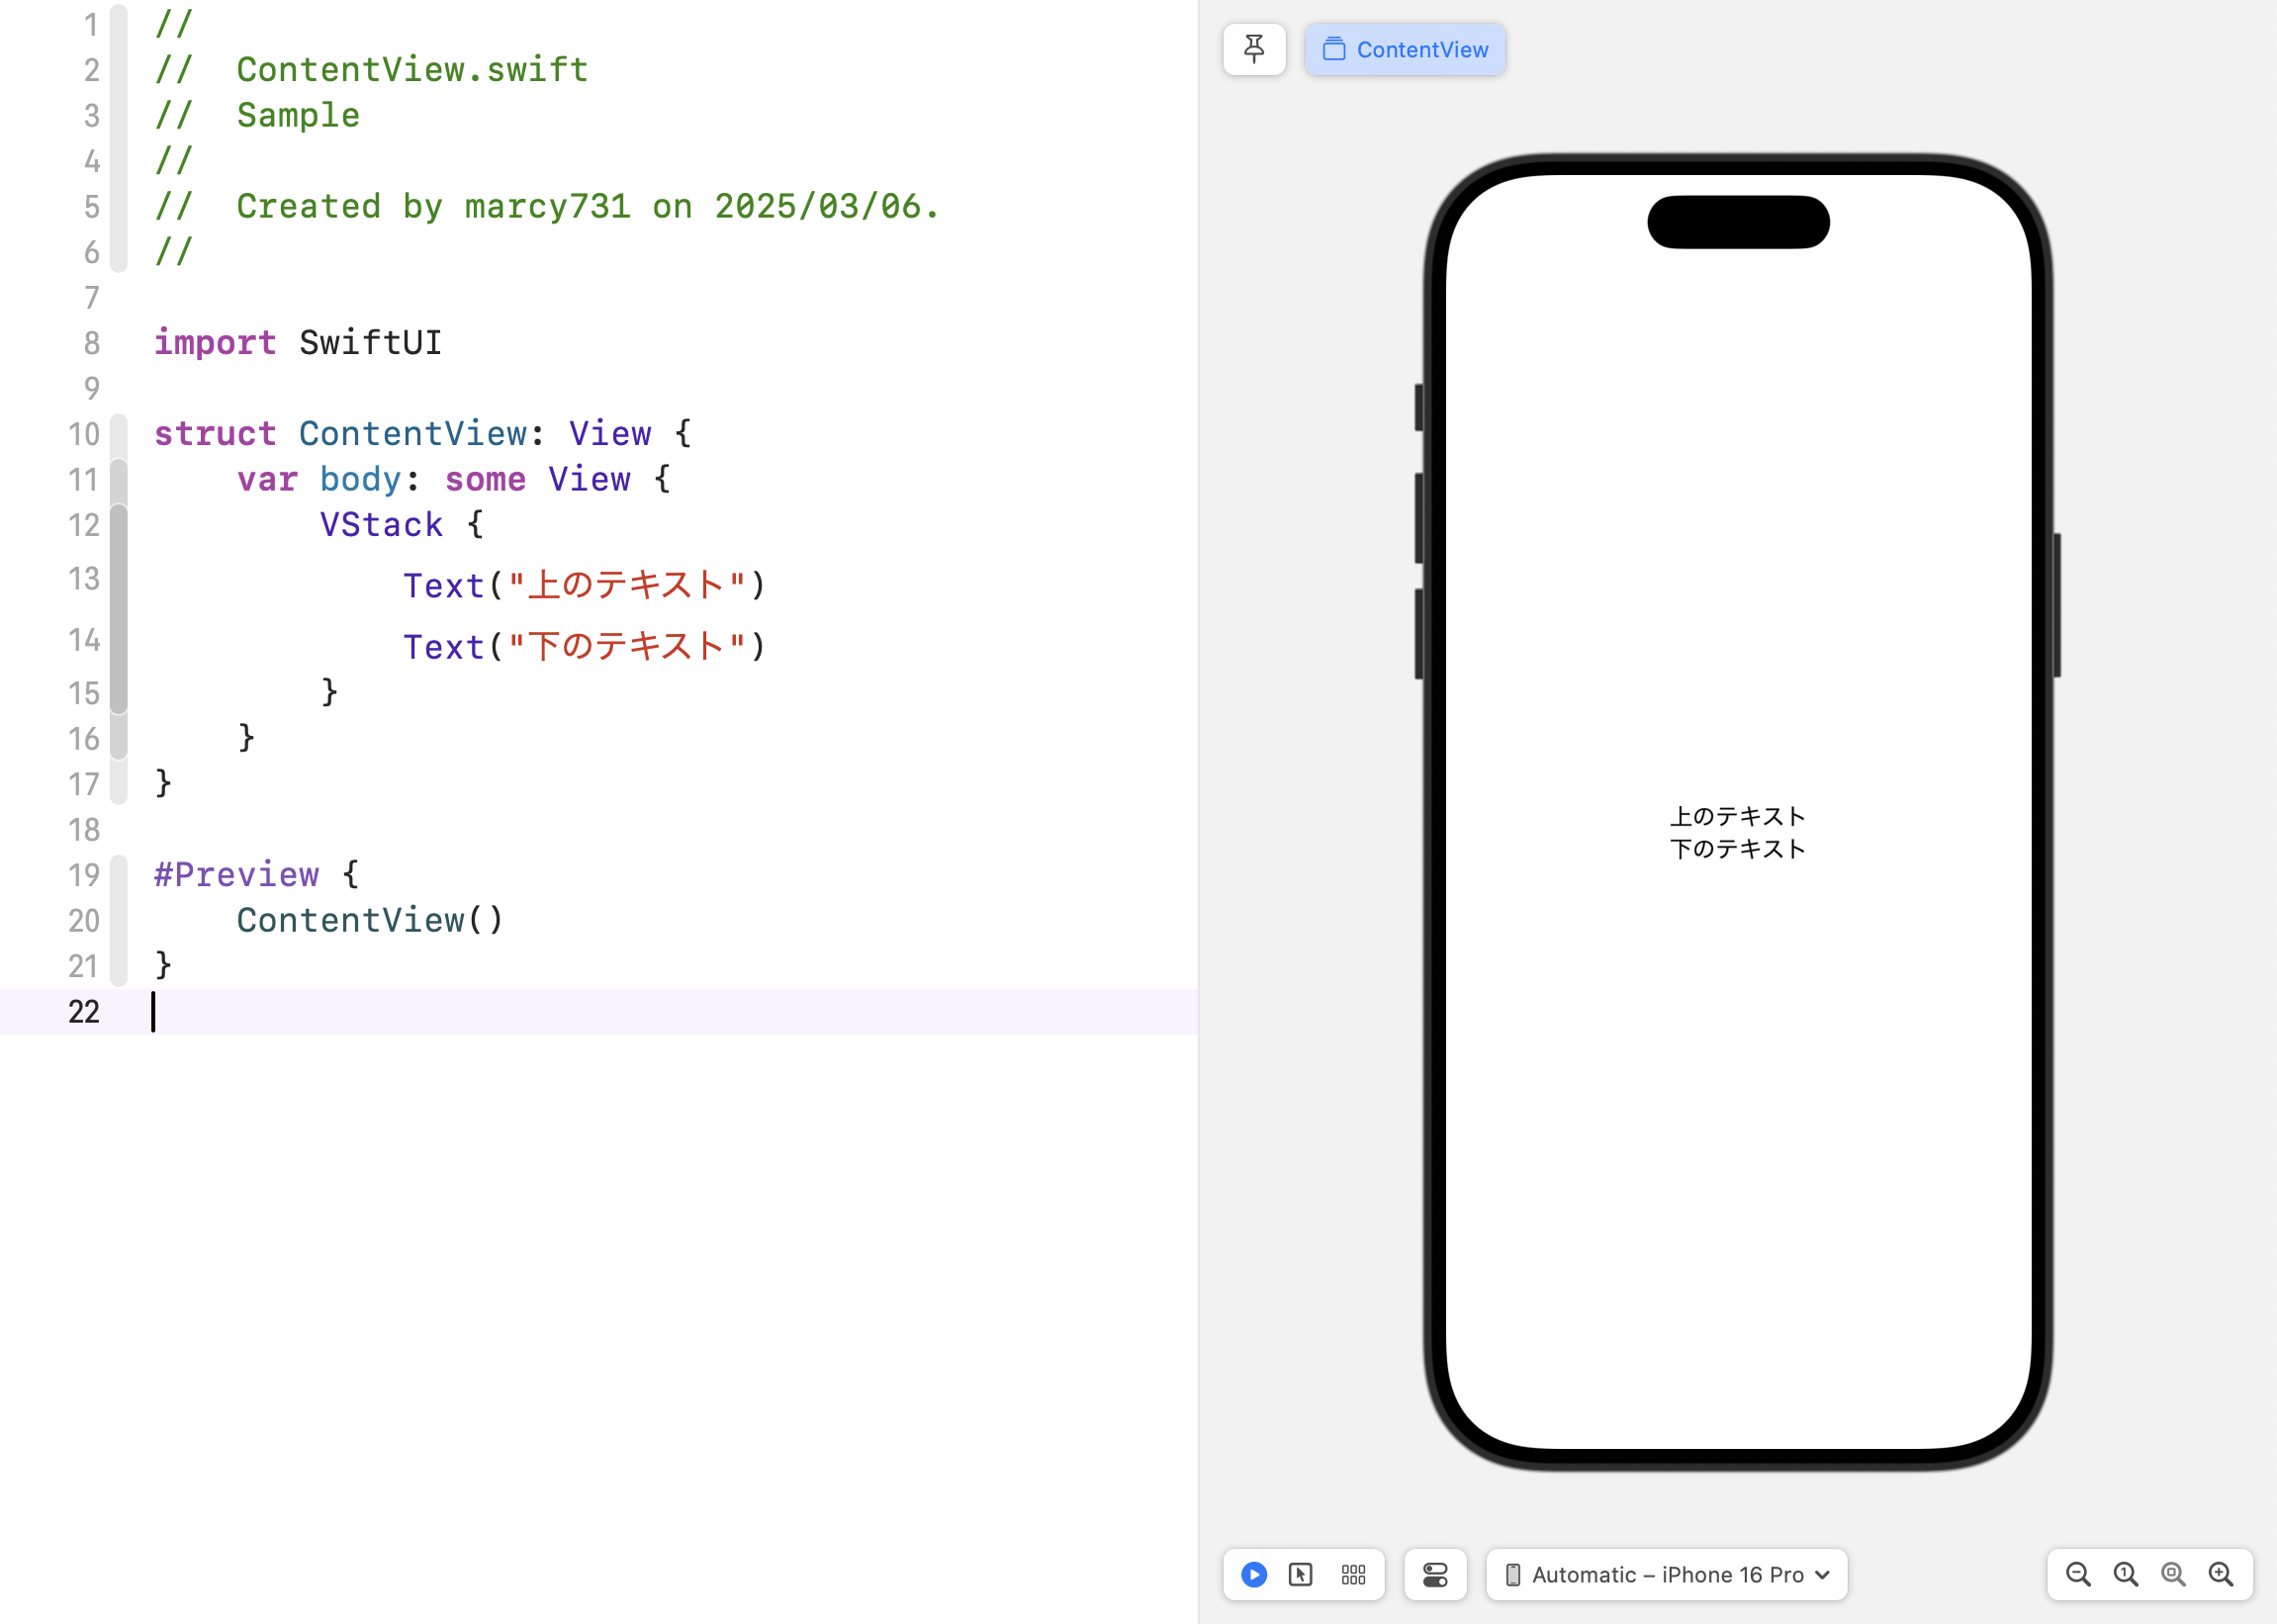 1 //
2 //  ContentView.swift
3 //  Sample
4 //
5 //  Created by marcy731 on 2025/03/06.
6 //
7
8 import SwiftUI
9
10 struct ContentView: View {
11     var body: some View {
12         VStack {
13             Text("上のテキスト")
14             Text("下のテキスト")
15         }
16     }
17 }
18
19 #Preview {
20     ContentView()
21 }
22
ContentView
上のテキスト
下のテキスト
Automatic – iPhone 16 Pro